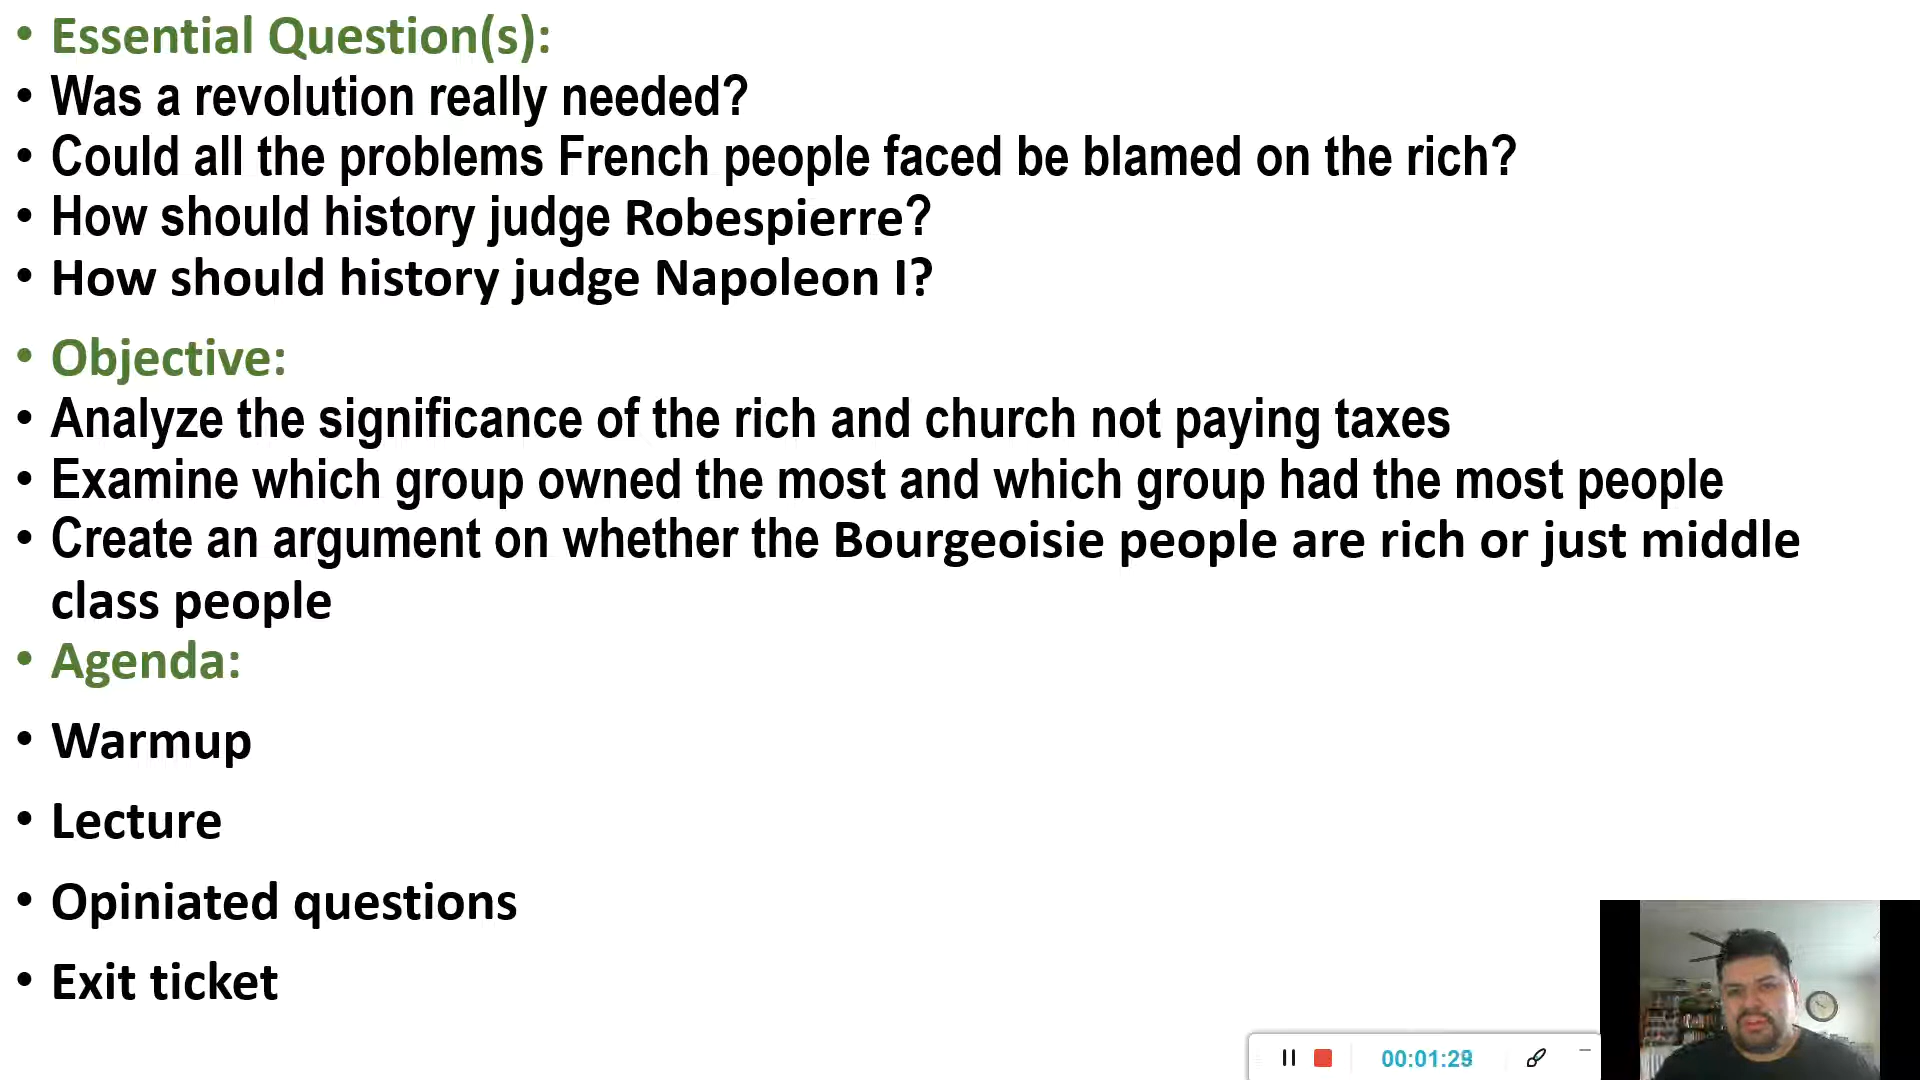 • Essential Question(s):
• Was a revolution really needed?
• Could all the problems French people faced be blamed on the rich?
• How should history judge Robespierre?
• How should history judge Napoleon I?
• Objective:
• Analyze the significance of the rich and church not paying taxes
• Examine which group owned the most and which group had the most people
• Create an argument on whether the Bourgeoisie people are rich or just middle
class people
• Agenda:
• Warmup
• Lecture
• Opiniated questions
• Exit ticket